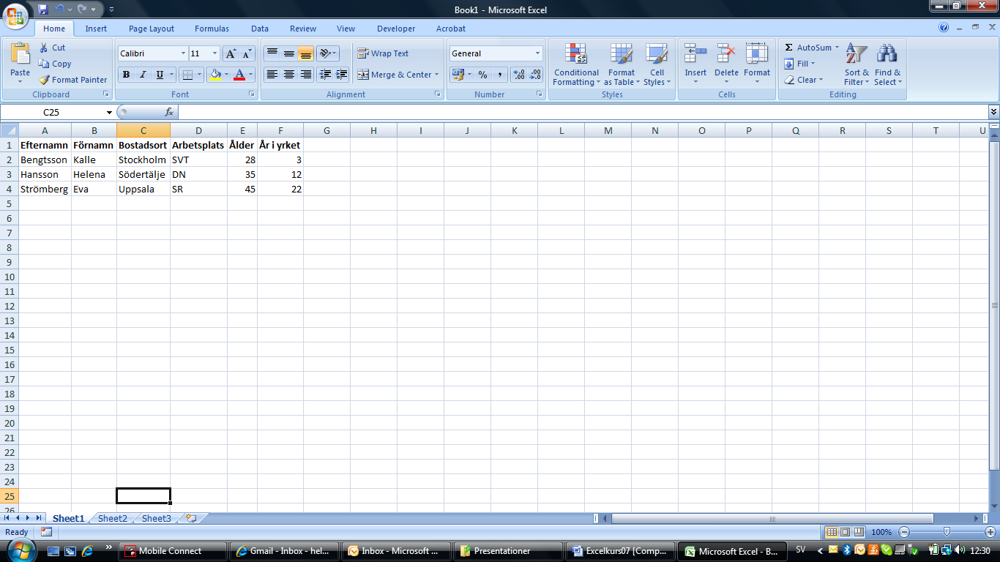 Book1 - Microsoft Excel
Home Insert Page Layout Formulas Data Review View Developer Acrobat
Paste Cut Copy Format Painter Clipboard
Calibri 11 B I U A A A Font
Wrap Text Merge & Center Alignment
General % , Number
Conditional Formatting Format as Table Cell Styles Styles
Insert Delete Format Cells
Σ AutoSum Fill Clear Sort & Filter Find & Select Editing
C25 fx
A B C D E F G H I J K L M N O P Q R S T U
1 Efternamn Förnamn Bostadsort Arbetsplats Ålder År i yrket
2 Bengtsson Kalle Stockholm SVT 28 3
3 Hansson Helena Södertälje DN 35 12
4 Strömberg Eva Uppsala SR 45 22
5
6
7
8
9
10
11
12
13
14
15
16
17
18
19
20
21
22
23
24
25
26
Sheet1 Sheet2 Sheet3
Ready 100%
Mobile Connect Gmail - Inbox - hel... Inbox - Microsoft ... Presentationer Excelkurs07 [Comp... Microsoft Excel - B... SV 12:30